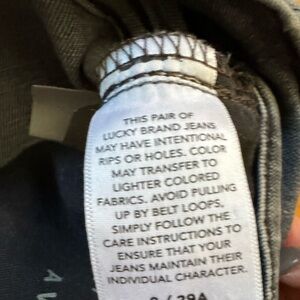 THIS PAIR OF
LUCKY BRAND JEANS
MAY HAVE INTENTIONAL
RIPS OR HOLES. COLOR
MAY TRANSFER TO
LIGHTER COLORED
FABRICS. AVOID PULLING
UP BY BELT LOOPS.
SIMPLY FOLLOW THE
CARE INSTRUCTIONS TO
ENSURE THAT YOUR
JEANS MAINTAIN THEIR
INDIVIDUAL CHARACTER.